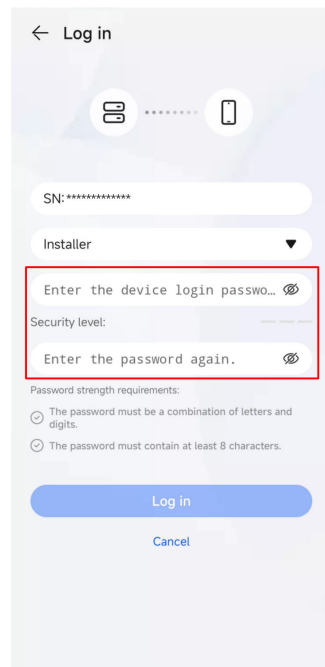 Log in
SN:*************
Installer
Enter the device login passwo...
Security level:
Enter the password again.
Password strength requirements:
The password must be a combination of letters and
digits.
The password must contain at least 8 characters.
Log in
Cancel